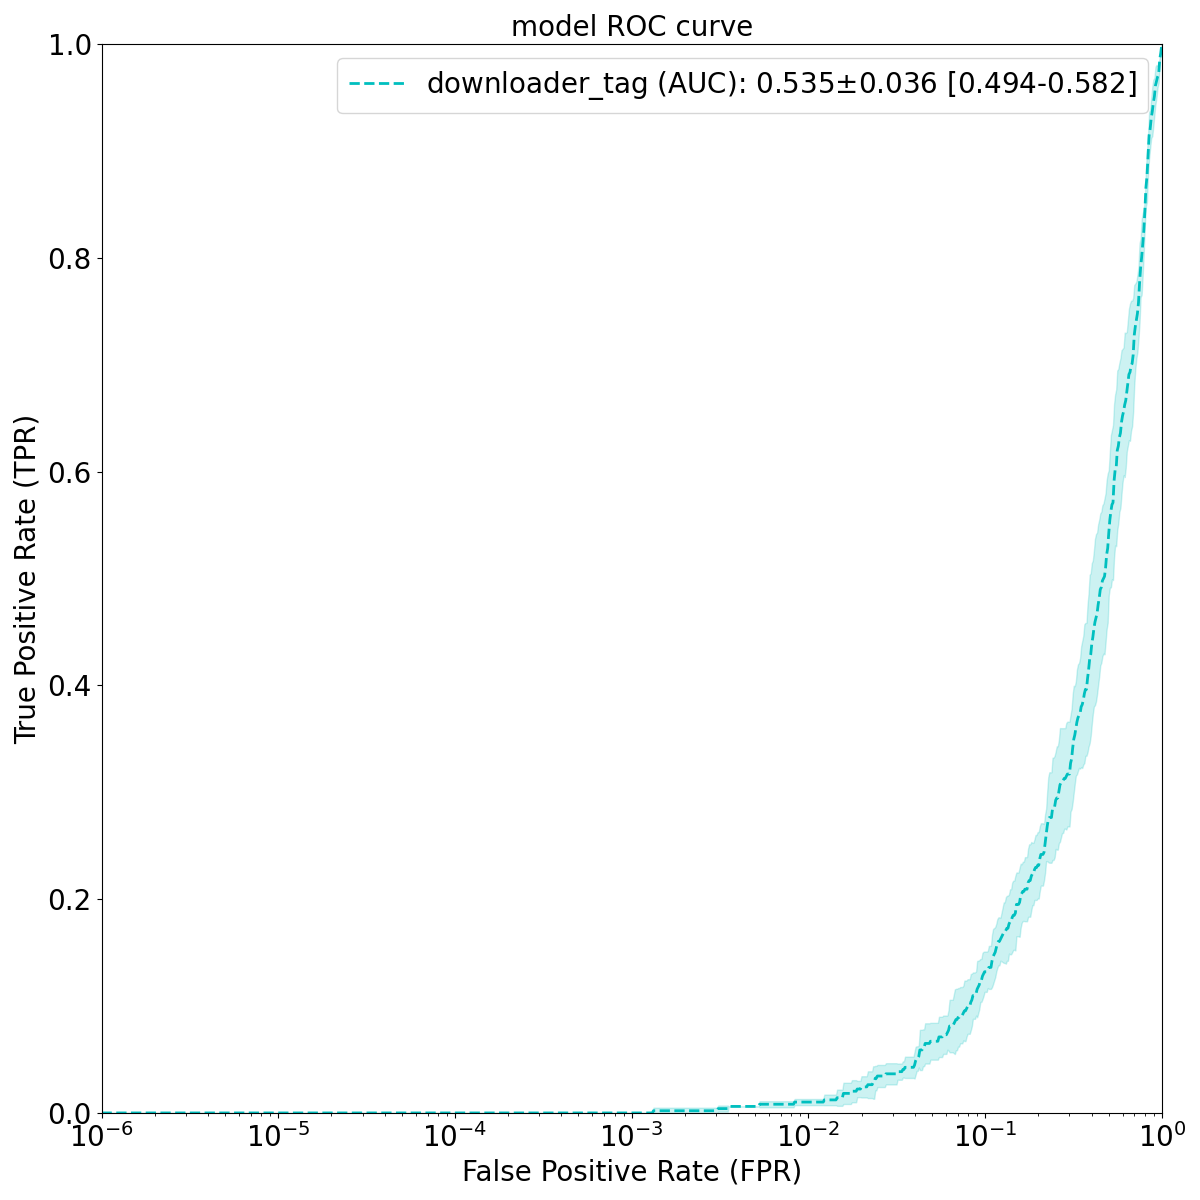 model ROC curve
1.0
downloader_tag (AUC): 0.535±0.036 [0.494-0.582]
0.8
0.6
True Positive Rate (TPR)
0.4
0.2
0.0
10⁻⁶ 10⁻⁵ 10⁻⁴ 10⁻³ 10⁻² 10⁻¹ 10⁰
False Positive Rate (FPR)